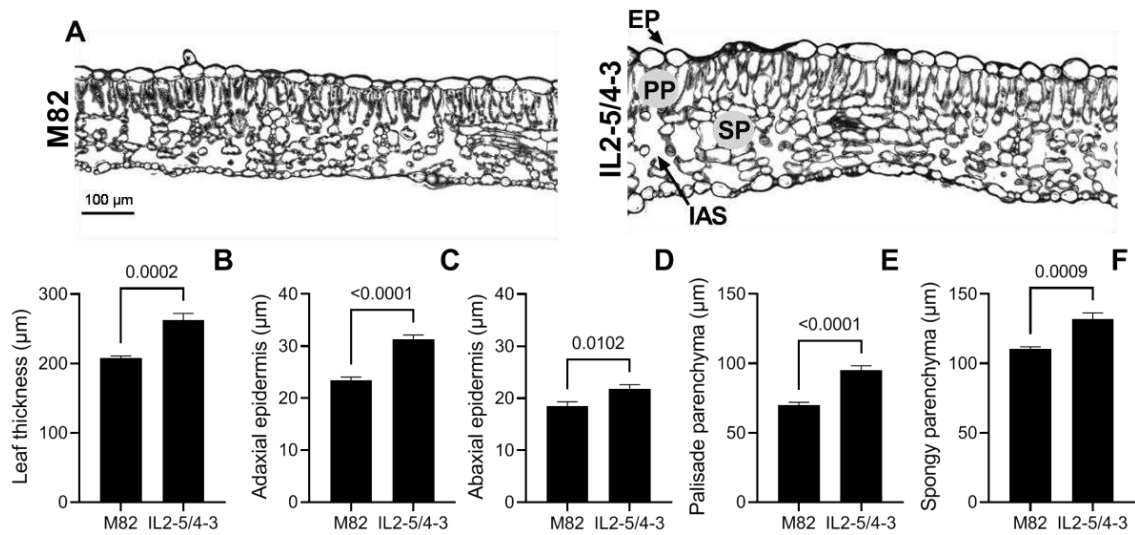 A
M82
100 µm
IL2-5/4-3
EP
PP
SP
IAS
B
Leaf thickness (µm)
300
200
100
0
0.0002
M82 IL2-5/4-3
C
Adaxial epidermis (µm)
40
30
20
10
0
<0.0001
M82 IL2-5/4-3
D
Abaxial epidermis (µm)
40
30
20
10
0
0.0102
M82 IL2-5/4-3
E
Palisade parenchyma (µm)
150
100
50
0
<0.0001
M82 IL2-5/4-3
F
Spongy parenchyma (µm)
150
100
50
0
0.0009
M82 IL2-5/4-3